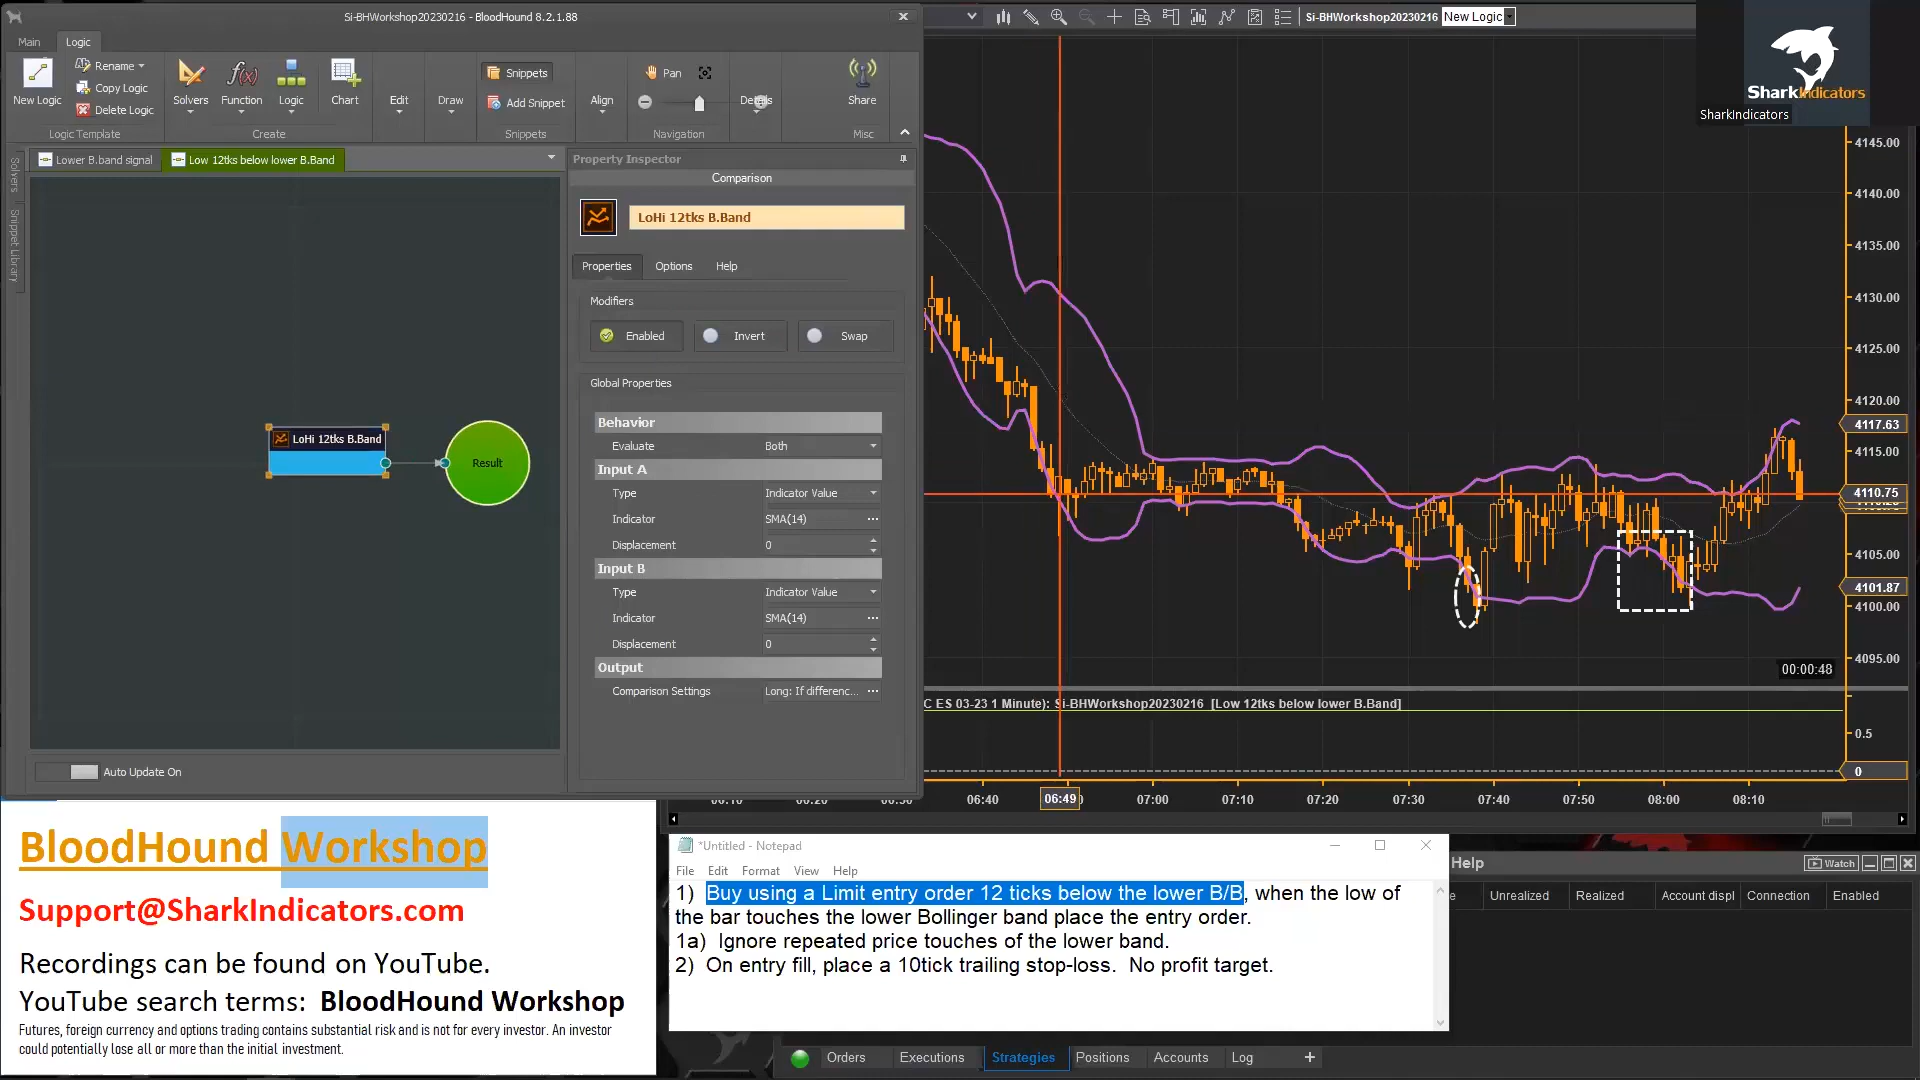 Si-BHWorkshop20230216 - BloodHound 8.2.1.88
Main
Logic
New Logic
Rename
Copy Logic
Delete Logic
Logic Template
Solvers
Function
Logic
Chart
Create
Edit
Draw
Snippets
Add Snippet
Snippets
Align
Pan
Navigation
Details
Share
Misc
Lower B.band signal
Low 12tks below lower B.Band
Solvers
Snippet Library
LoHi 12tks B.Band
Result
Auto Update On
Property Inspector
Comparison
LoHi 12tks B.Band
Properties
Options
Help
Modifiers
Enabled
Invert
Swap
Global Properties
Behavior
Evaluate
Both
Input A
Type
Indicator Value
Indicator
SMA(14)
...
Displacement
0
Input B
Type
Indicator Value
Indicator
SMA(14)
...
Displacement
0
Output
Comparison Settings
Long: If differenc...
...
Si-BHWorkshop20230216
New Logic
SharkIndicators
SharkIndicators
4145.00
4140.00
4135.00
4130.00
4125.00
4120.00
4117.63
4115.00
4110.75
4105.00
4101.87
4100.00
4095.00
00:00:48
C ES 03-23 1 Minute): Si-BHWorkshop20230216 [Low 12tks below lower B.Band]
0.5
0
06:40
06:49
07:00
07:10
07:20
07:30
07:40
07:50
08:00
08:10
BloodHound Workshop
Support@SharkIndicators.com
Recordings can be found on YouTube.
YouTube search terms: BloodHound Workshop
Futures, foreign currency and options trading contains substantial risk and is not for every investor. An investor
could potentially lose all or more than the initial investment.
*Untitled - Notepad
File
Edit
Format
View
Help
1) Buy using a Limit entry order 12 ticks below the lower B/B, when the low of
the bar touches the lower Bollinger band place the entry order.
1a) Ignore repeated price touches of the lower band.
2) On entry fill, place a 10tick trailing stop-loss. No profit target.
Help
Watch
Unrealized
Realized
Account displ
Connection
Enabled
Orders
Executions
Strategies
Positions
Accounts
Log
+